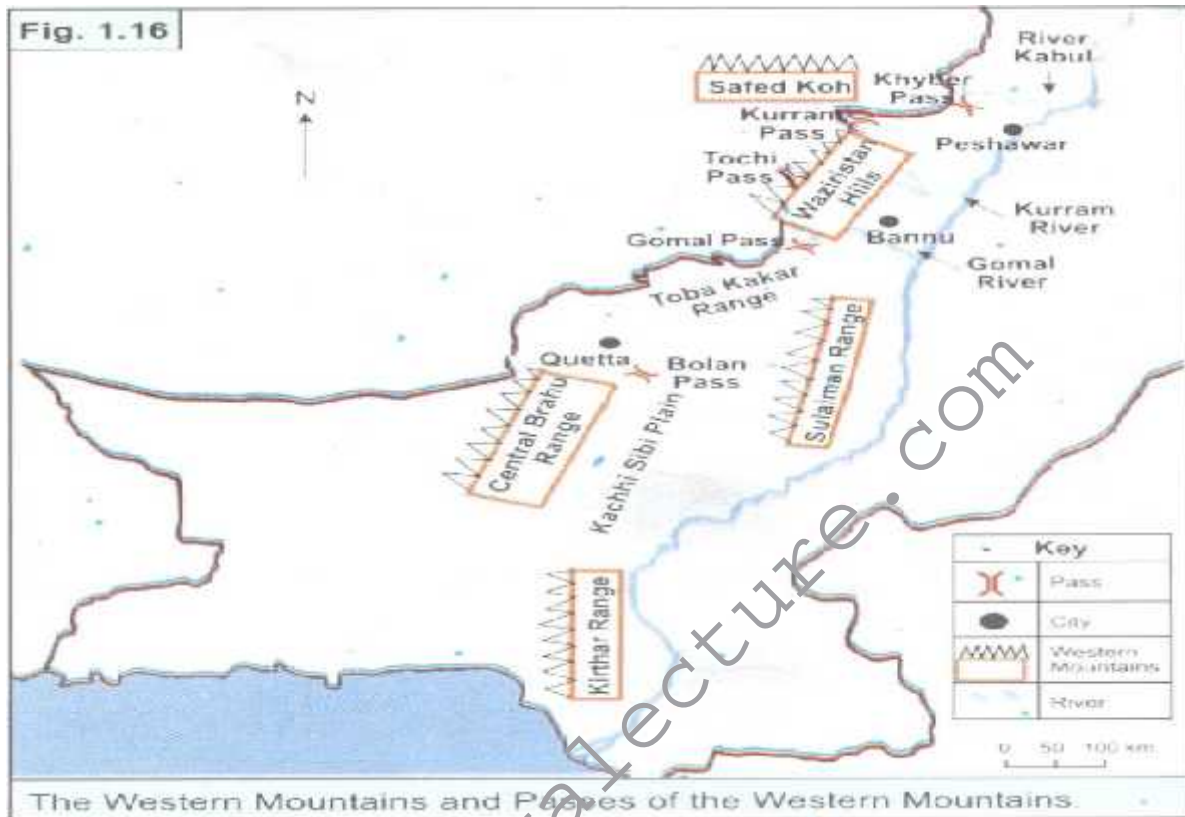 Fig. 1.16
N
River
Kabul
Safed Koh
Khyber
Pass
Kurram
Pass
Peshawar
Tochi
Pass
Waziristan
Hills
Kurram
River
Gomal Pass
Bannu
Gomal
River
Toba Kakar
Range
Quetta
Bolan
Pass
Sulaiman Range
Central Brahu
Range
Kachhi Sibi Plain
Kirthar Range
Key
Pass
City
Western
Mountains
River
0 50 100 km.
The Western Mountains and Passes of the Western Mountains.
alecture.com